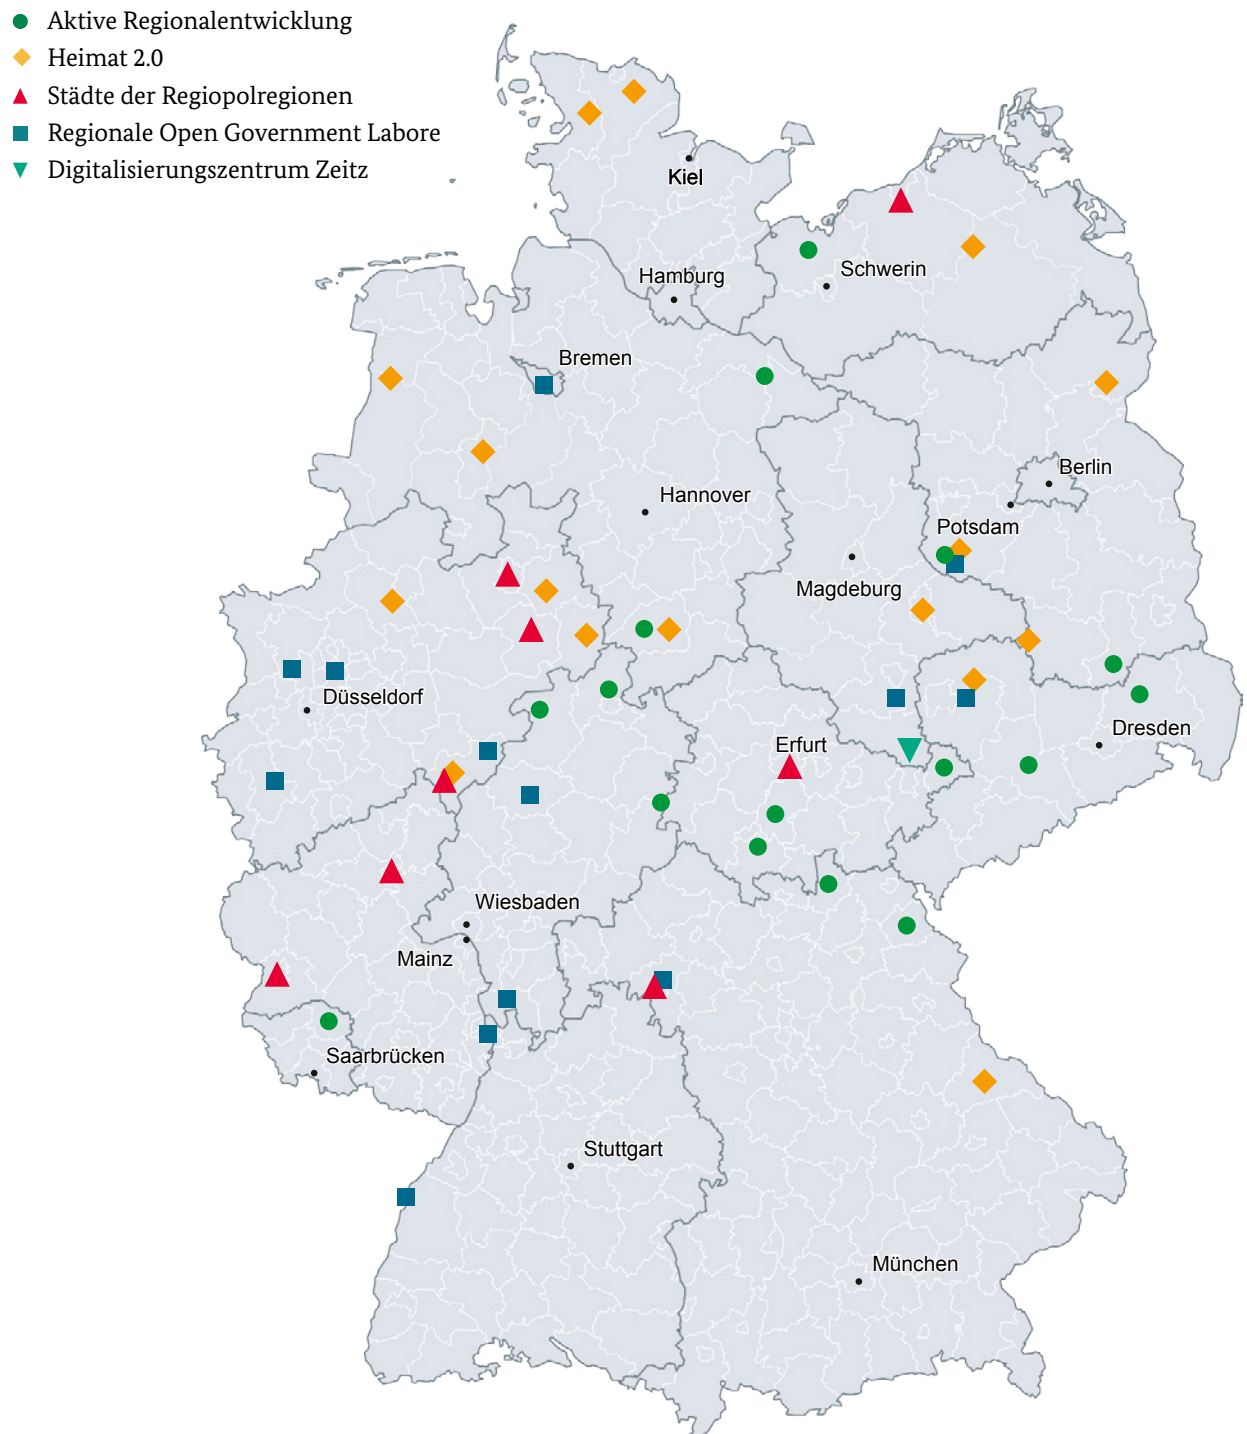 Aktive Regionalentwicklung
Heimat 2.0
Städte der Regiopolregionen
Regionale Open Government Labore
Digitalisierungszentrum Zeitz
Kiel
Schwerin
Hamburg
Bremen
Berlin
Hannover
Potsdam
Magdeburg
Düsseldorf
Dresden
Erfurt
Wiesbaden
Mainz
Saarbrücken
Stuttgart
München